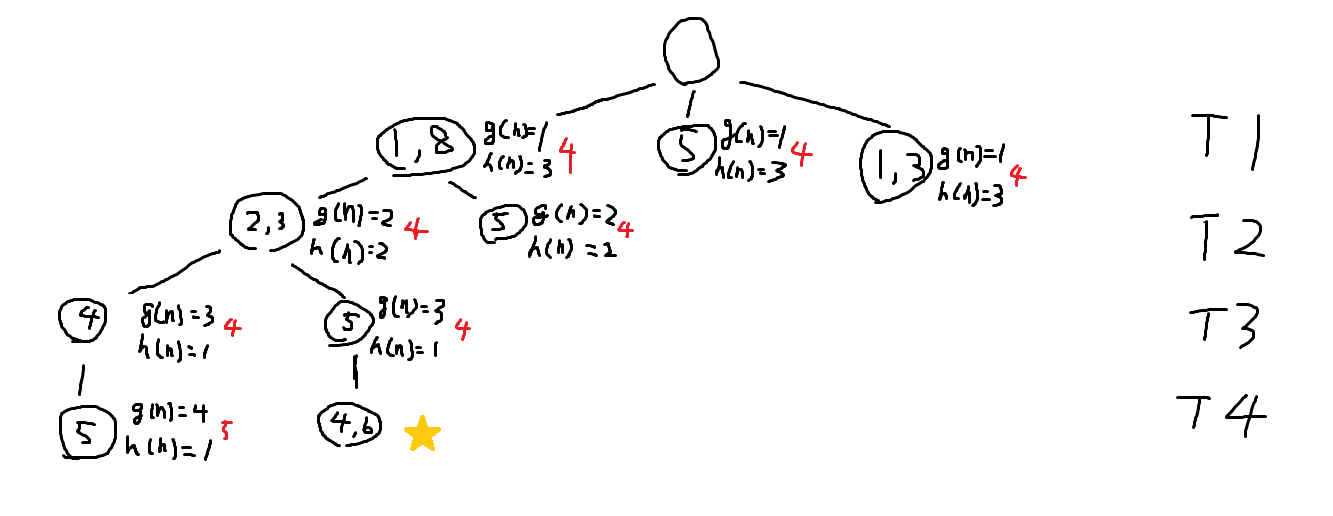 1,8 g(n)=1 4 5 g(n)=1 4 1,3 g(n)=1 4 T1
h(n)=3 h(n)=3 h(n)=3
2,3 g(n)=2 4 5 g(n)=2 4 T2
h(n)=2 h(n)=2
4 g(n)=3 4 5 g(n)=3 4 T3
h(n)=1 h(n)=1
5 g(n)=4 5 4,6 T4
h(n)=1